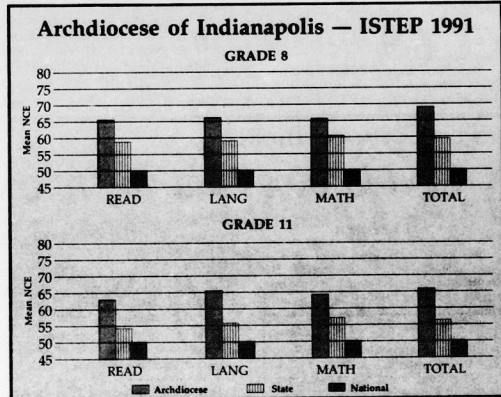 Archdiocese of Indianapolis — ISTEP 1991
GRADE 8
Mean NCE
80
75
70
65
60
55
50
45
READ LANG MATH TOTAL
GRADE 11
Mean NCE
80
75
70
65
60
55
50
45
READ LANG MATH TOTAL
Archdiocese State National